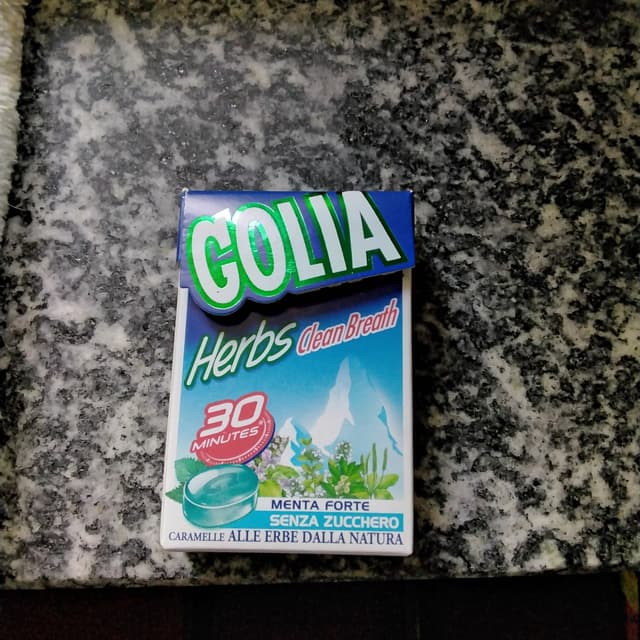 GOLIA
Herbs Clean Breath
30
MINUTES
MENTA FORTE
SENZA ZUCCHERO
CARAMELLE ALLE ERBE DALLA NATURA